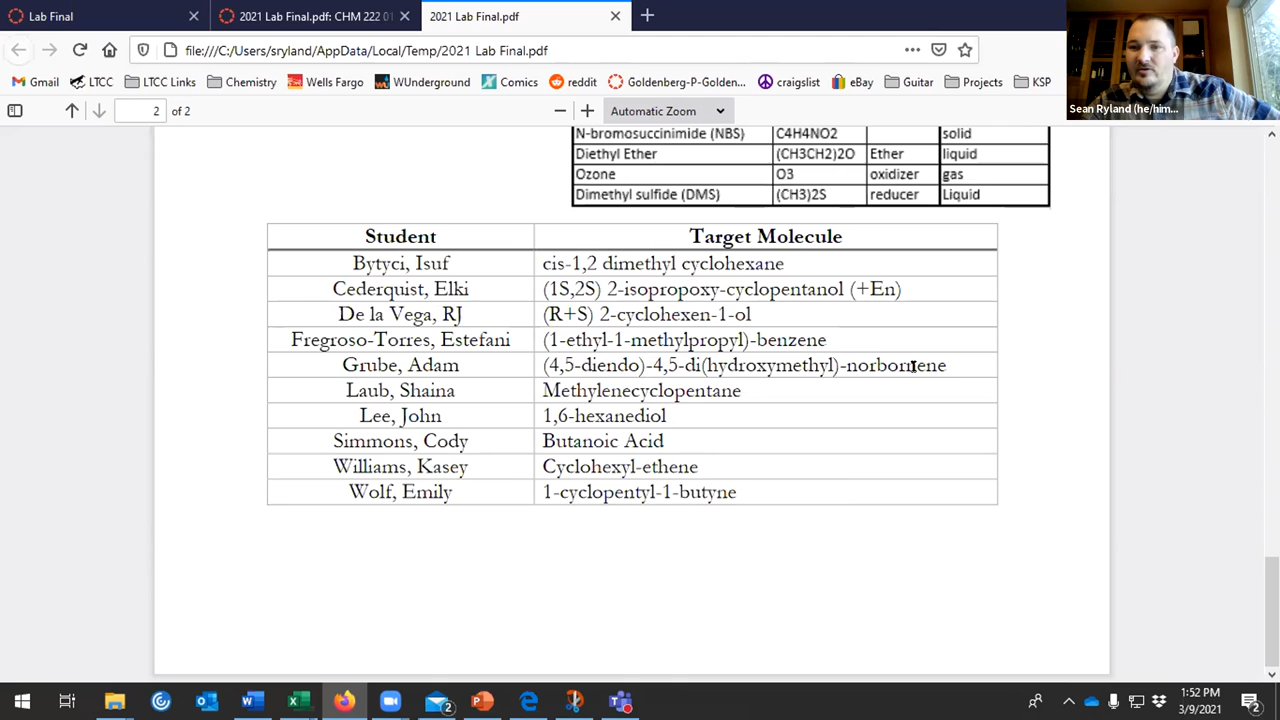 Lab Final
2021 Lab Final.pdf: CHM 222 01
2021 Lab Final.pdf
file:///C:/Users/sryland/AppData/Local/Temp/2021 Lab Final.pdf
Gmail LTCC LTCC Links Chemistry Wells Fargo WUnderground Comics reddit Goldenberg-P-Golden... craigslist eBay Guitar Projects KSP
Sean Ryland (he/him...
2 of 2 Automatic Zoom
N-bromosuccinimide (NBS) C4H4NO2 solid
Diethyl Ether (CH3CH2)2O Ether liquid
Ozone O3 oxidizer gas
Dimethyl sulfide (DMS) (CH3)2S reducer Liquid
Student Target Molecule
Bytyci, Isuf cis-1,2 dimethyl cyclohexane
Cederquist, Elki (1S,2S) 2-isopropoxy-cyclopentanol (+En)
De la Vega, RJ (R+S) 2-cyclohexen-1-ol
Fregroso-Torres, Estefani (1-ethyl-1-methylpropyl)-benzene
Grube, Adam (4,5-diendo)-4,5-di(hydroxymethyl)-norbornene
Laub, Shaina Methylenecyclopentane
Lee, John 1,6-hexanediol
Simmons, Cody Butanoic Acid
Williams, Kasey Cyclohexyl-ethene
Wolf, Emily 1-cyclopentyl-1-butyne
1:52 PM
3/9/2021
2
2